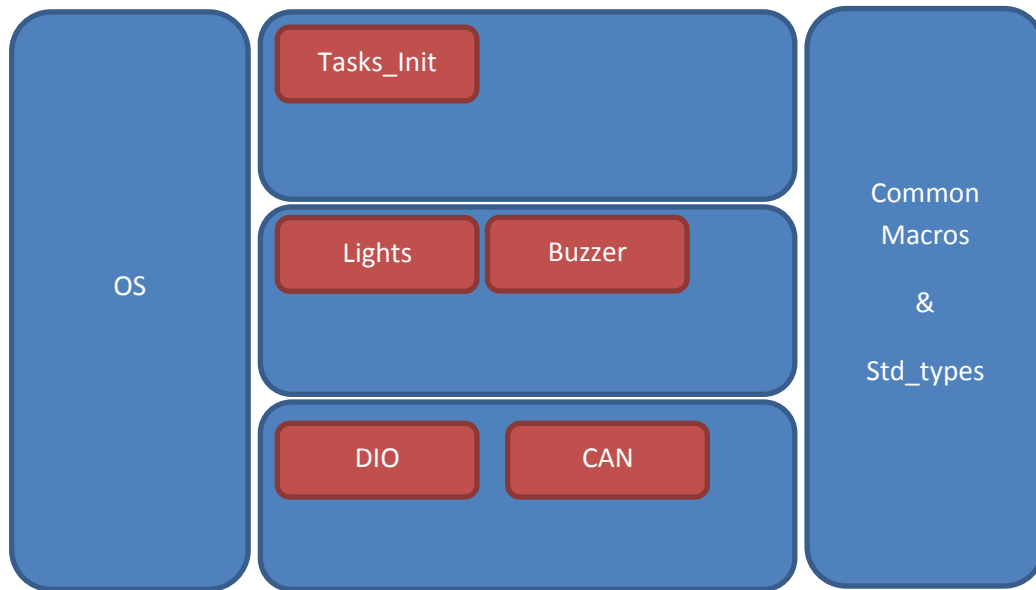 Tasks_Init
Lights
Buzzer
OS
DIO
CAN
Common
Macros
&
Std_types